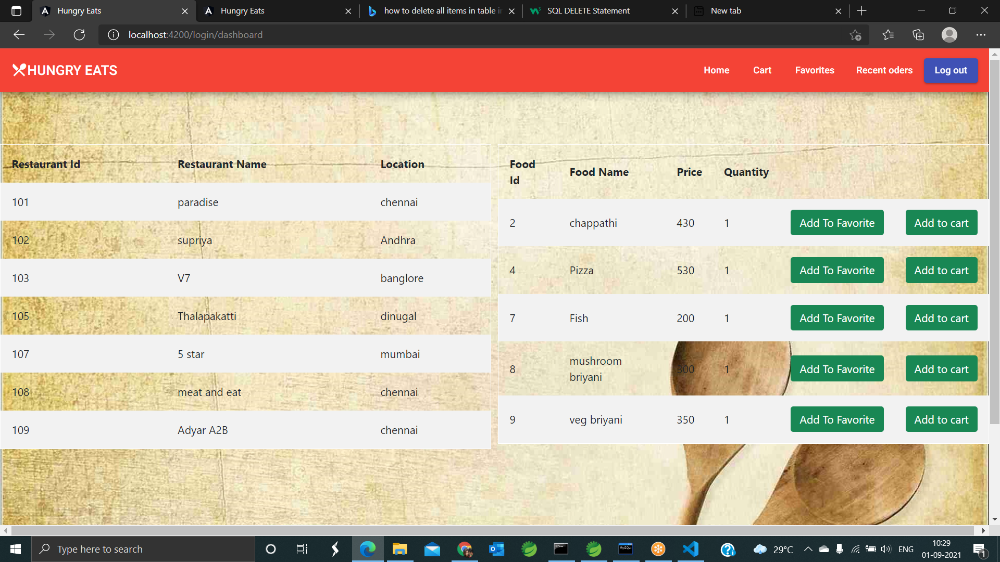 Hungry Eats
Hungry Eats
how to delete all items in table in
SQL DELETE Statement
New tab
localhost:4200/login/dashboard
HUNGRY EATS
Home
Cart
Favorites
Recent oders
Log out
Restaurant Id Restaurant Name Location
101 paradise chennai
102 supriya Andhra
103 V7 banglore
105 Thalapakatti dinugal
107 5 star mumbai
108 meat and eat chennai
109 Adyar A2B chennai
Food
Id
Food Name Price Quantity
2 chappathi 430 1 Add To Favorite Add to cart
4 Pizza 530 1 Add To Favorite Add to cart
7 Fish 200 1 Add To Favorite Add to cart
8 mushroom
briyani
300 1 Add To Favorite Add to cart
9 veg briyani 350 1 Add To Favorite Add to cart
Type here to search
MySQL
29°C
ENG
10:29
01-09-2021
1